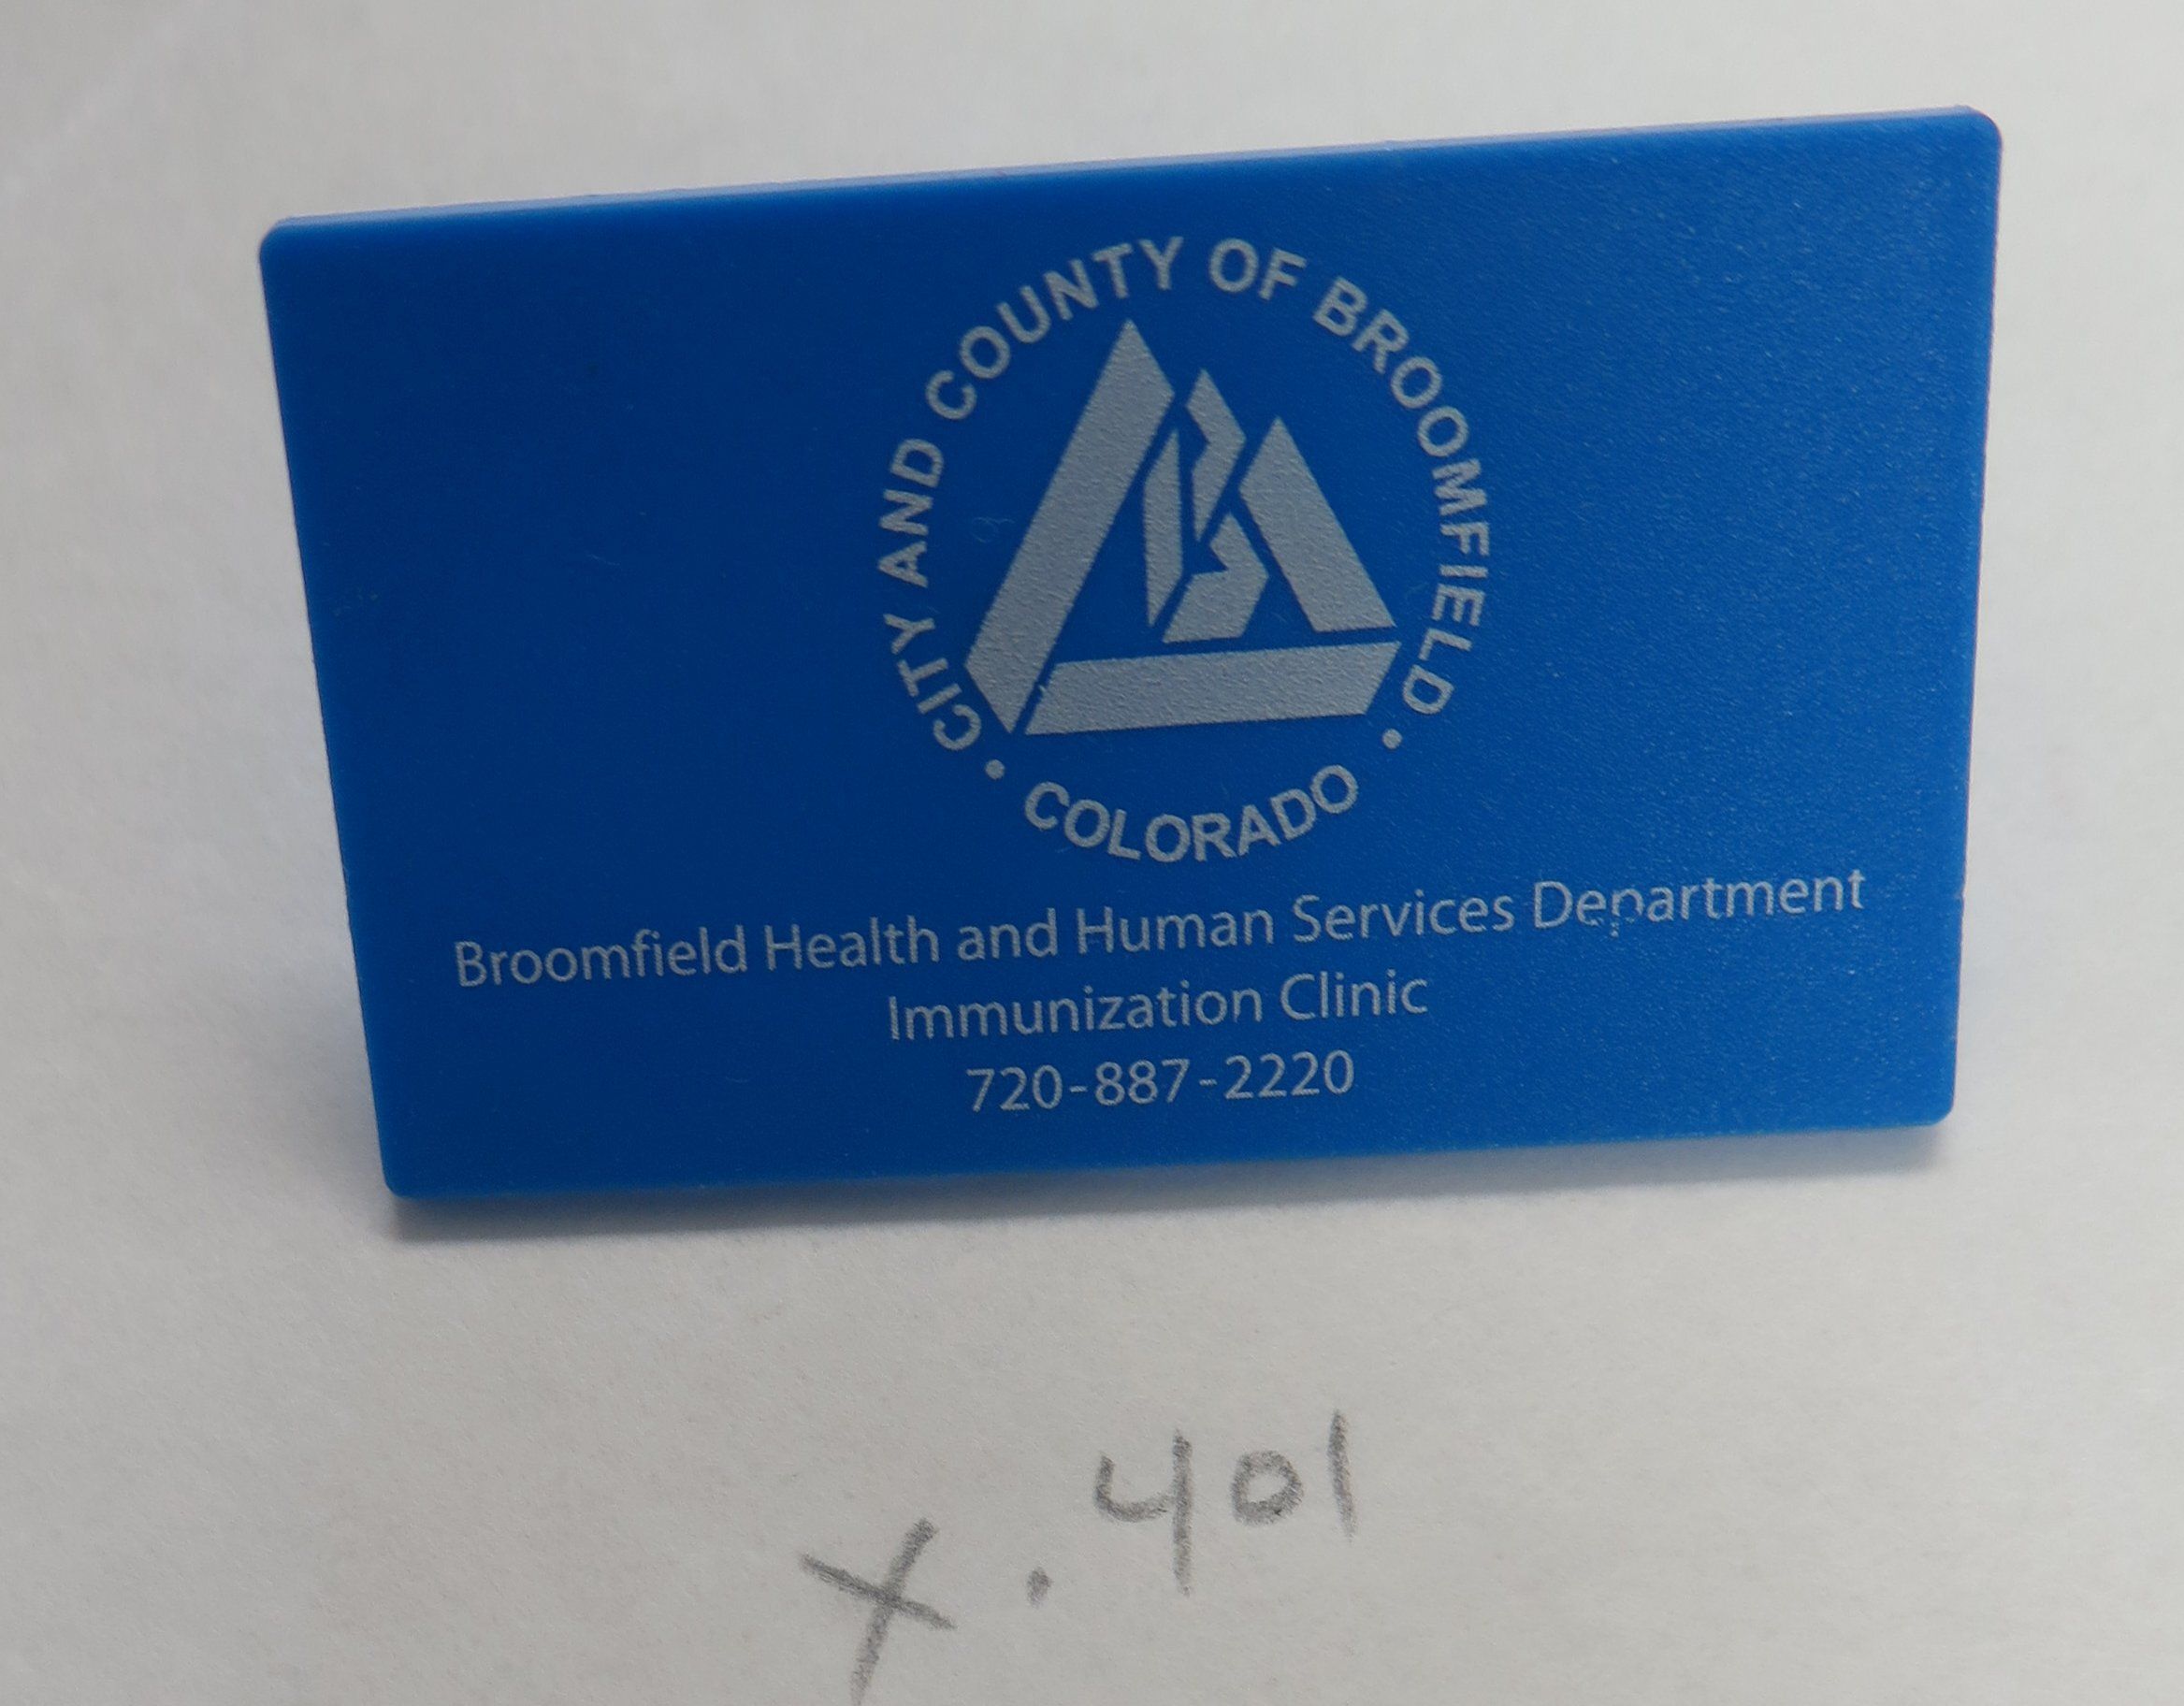 CITY AND COUNTY OF BROOMFIELD
• COLORADO •
Broomfield Health and Human Services Department
Immunization Clinic
720-887-2220
x.401